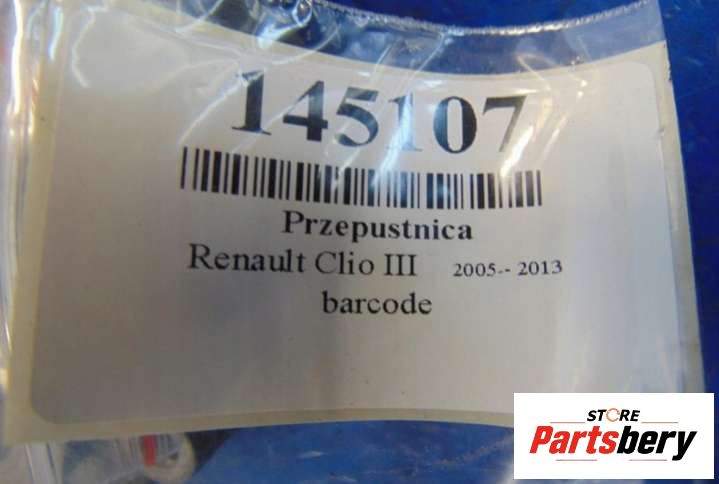 145107
Przepustnica
Renault Clio III 2005-- 2013
barcode
STORE
Partsbery